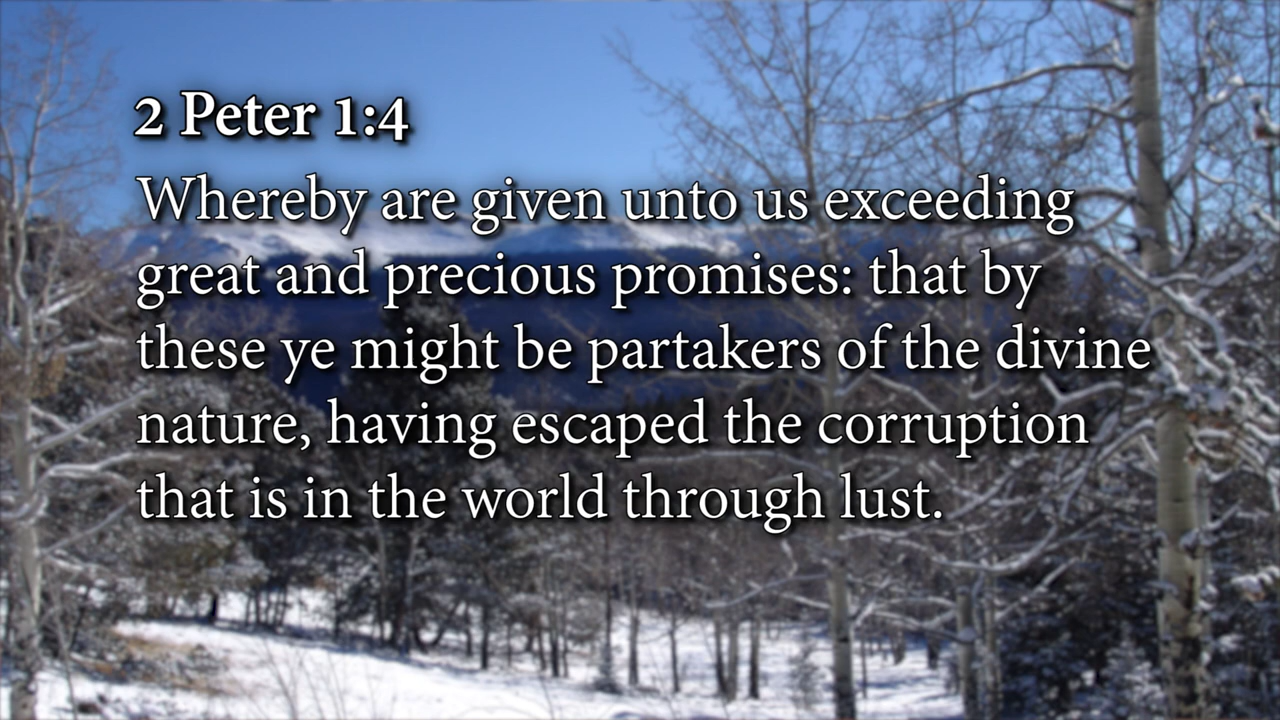 2 Peter 1:4
Whereby are given unto us exceeding
great and precious promises: that by
these ye might be partakers of the divine
nature, having escaped the corruption
that is in the world through lust.